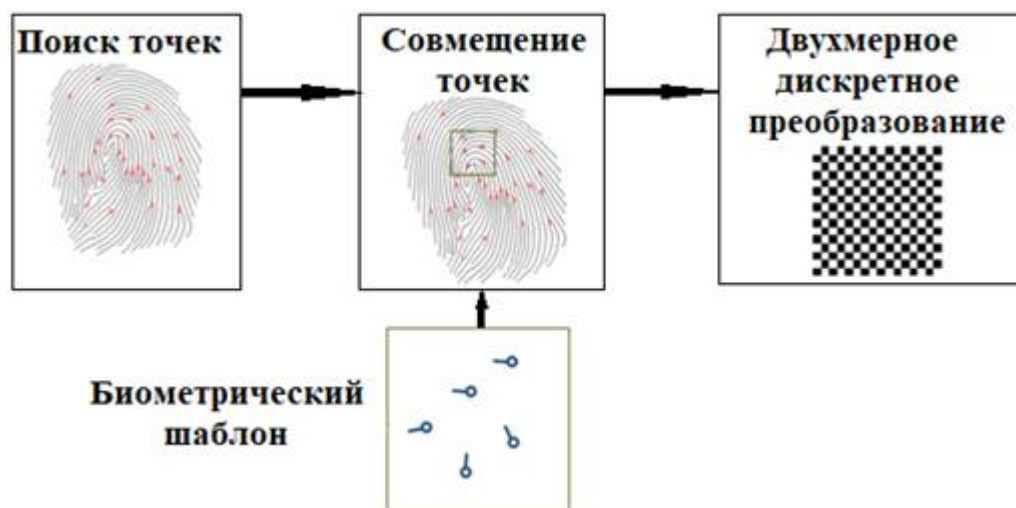 Поиск точек
Совмещение
точек
Двухмерное
дискретное
преобразование
Биометрический
шаблон